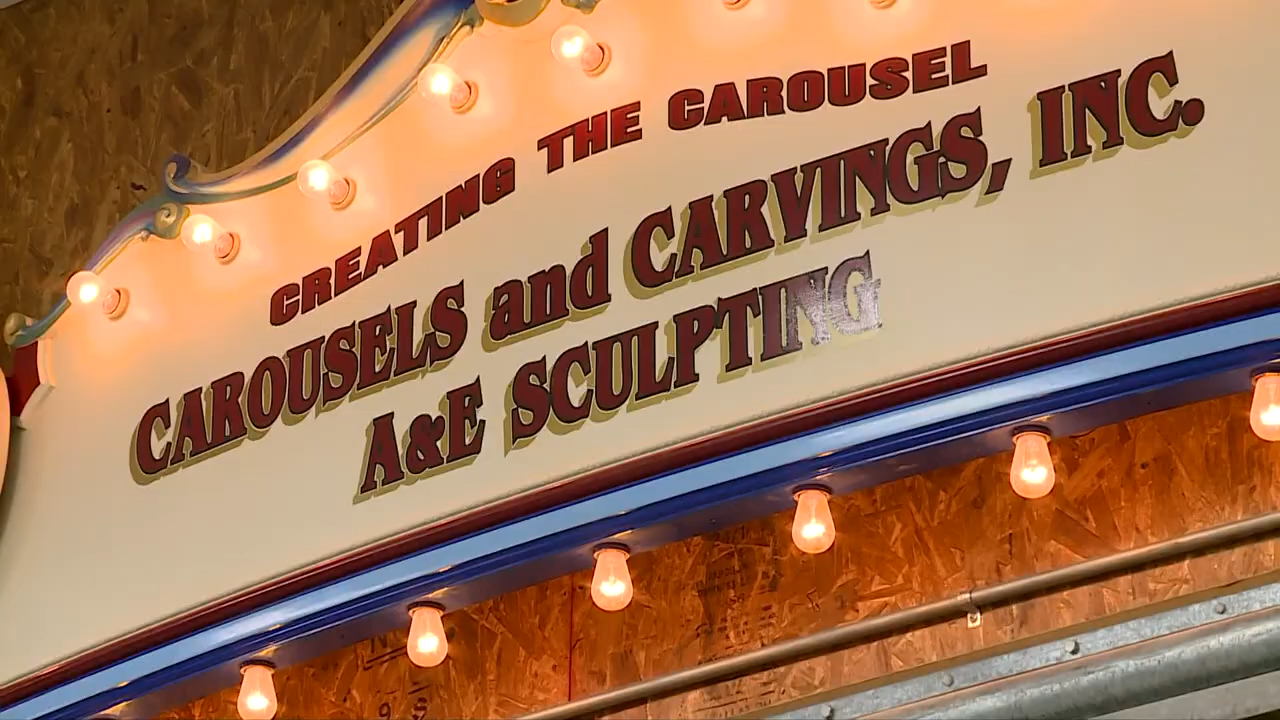 CREATING THE CAROUSEL
CAROUSELS and CARVINGS, INC.
A&E SCULPTING